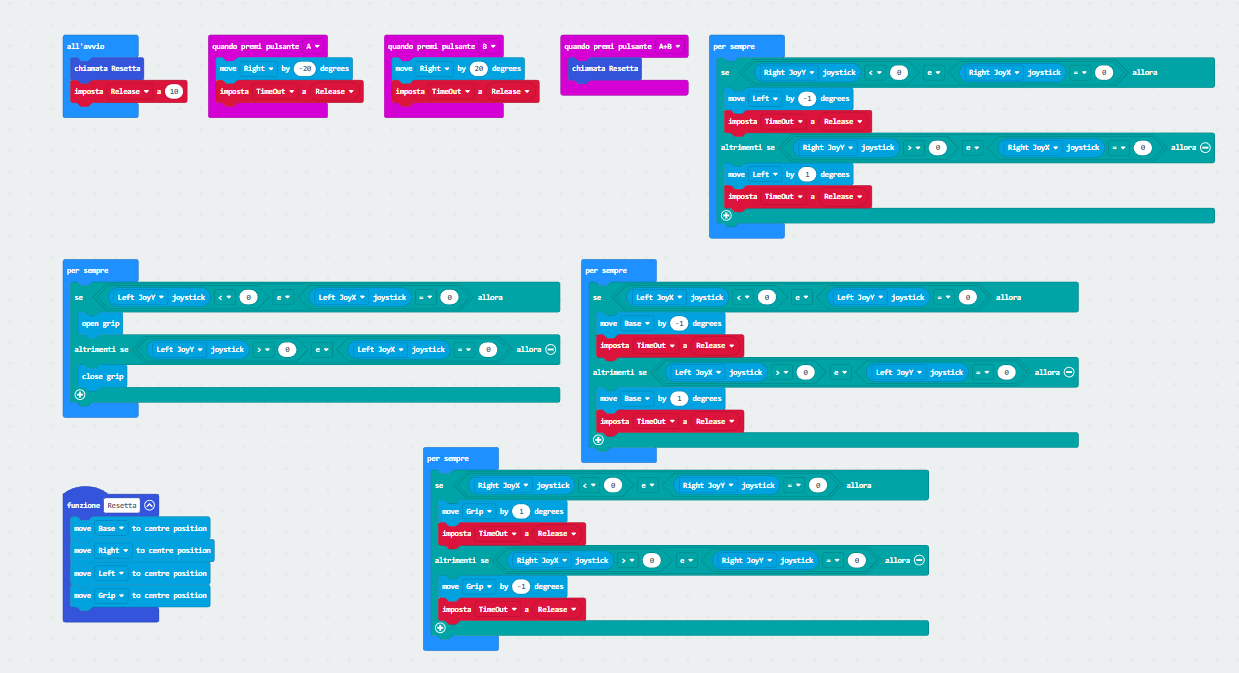 all'avvio
chiamata Resetta
imposta Release a 10
quando premi pulsante A
move Right by -20 degrees
imposta TimeOut a Release
quando premi pulsante B
move Right by 20 degrees
imposta TimeOut a Release
quando premi pulsante A+B
chiamata Resetta
per sempre
se Right JoyY joystick < 0 e Right JoyX joystick = 0 allora
move Left by -1 degrees
imposta TimeOut a Release
altrimenti se Right JoyY joystick > 0 e Right JoyX joystick = 0 allora
move Left by 1 degrees
imposta TimeOut a Release
per sempre
se Left JoyY joystick < 0 e Left JoyX joystick = 0 allora
open grip
altrimenti se Left JoyY joystick > 0 e Left JoyX joystick = 0 allora
close grip
per sempre
se Left JoyX joystick < 0 e Left JoyY joystick = 0 allora
move Base by -1 degrees
imposta TimeOut a Release
altrimenti se Left JoyX joystick > 0 e Left JoyY joystick = 0 allora
move Base by 1 degrees
imposta TimeOut a Release
funzione Resetta
move Base to centre position
move Right to centre position
move Left to centre position
move Grip to centre position
per sempre
se Right JoyX joystick < 0 e Right JoyY joystick = 0 allora
move Grip by 1 degrees
imposta TimeOut a Release
altrimenti se Right JoyX joystick > 0 e Right JoyY joystick = 0 allora
move Grip by -1 degrees
imposta TimeOut a Release